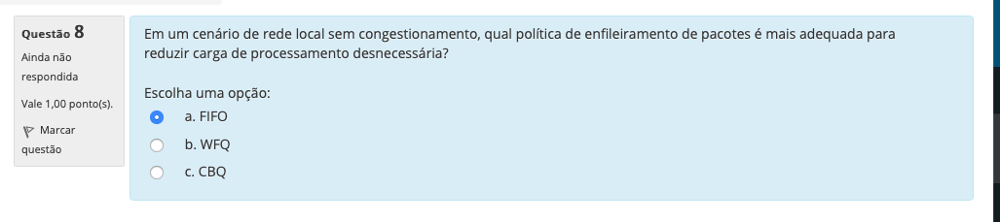 Questão 8
Ainda não
respondida
Vale 1,00 ponto(s).
Marcar
questão
Em um cenário de rede local sem congestionamento, qual política de enfileiramento de pacotes é mais adequada para
reduzir carga de processamento desnecessária?
Escolha uma opção:
a. FIFO
b. WFQ
c. CBQ